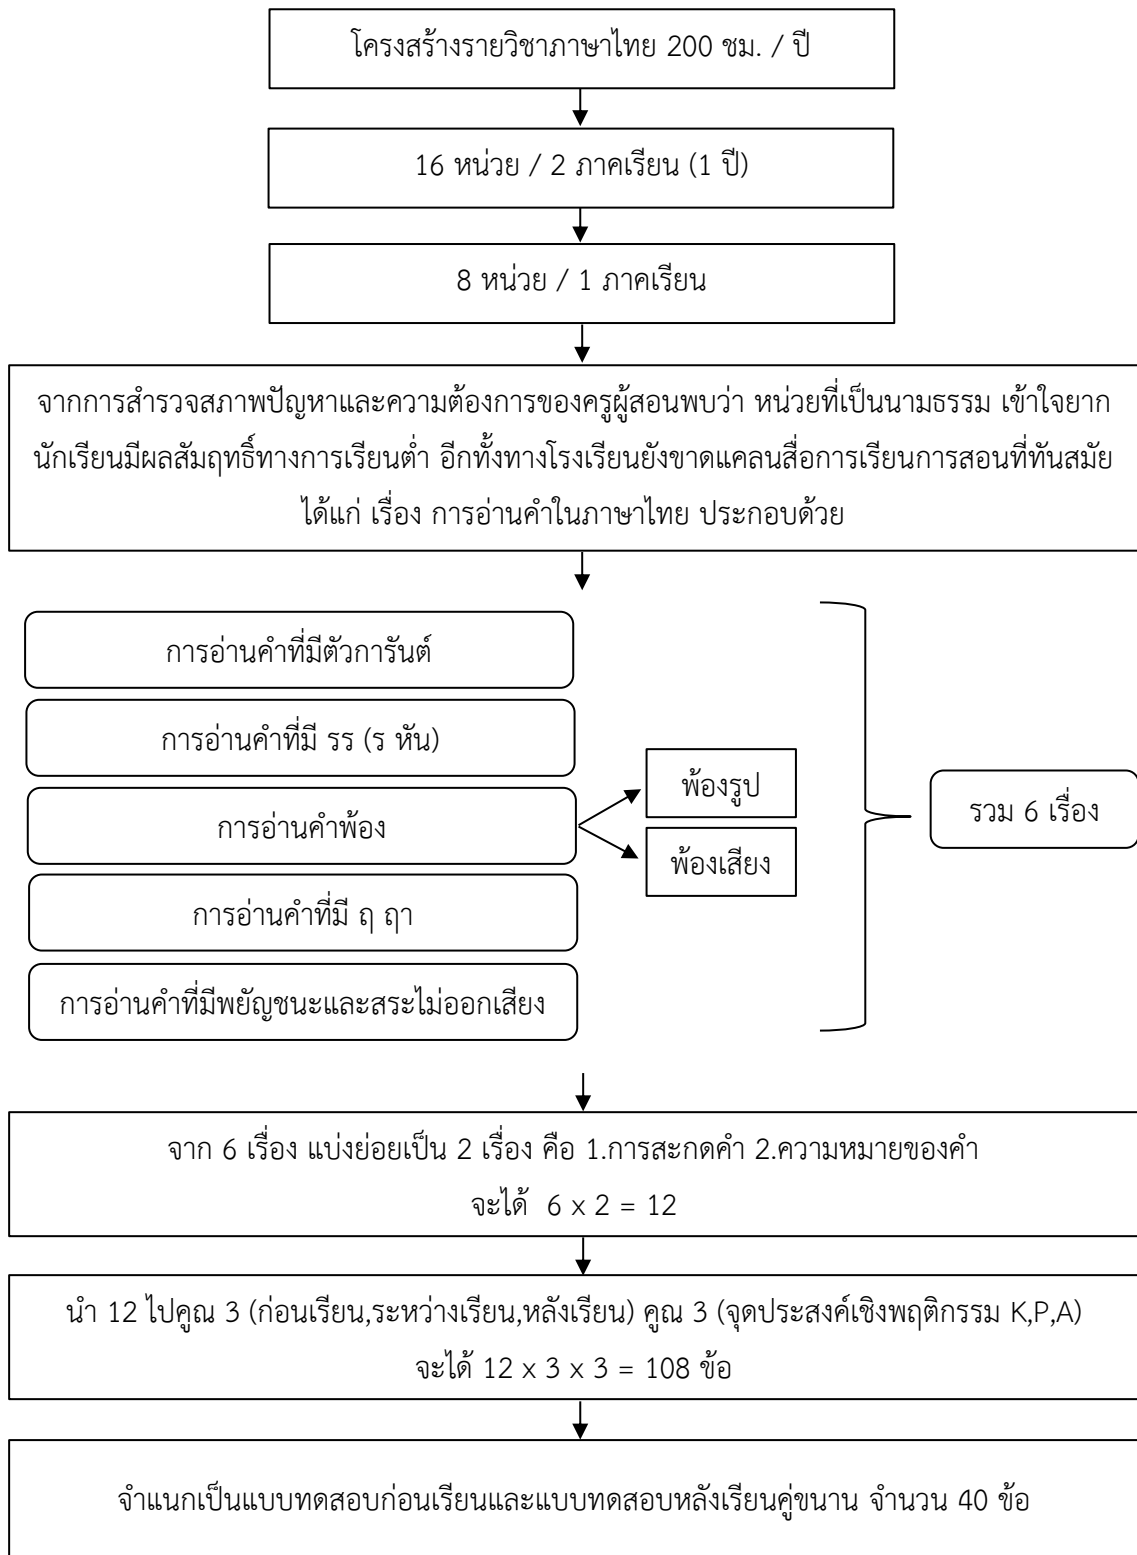 โครงสร้างรายวิชาภาษาไทย 200 ชม. / ปี
16 หน่วย / 2 ภาคเรียน (1 ปี)
8 หน่วย / 1 ภาคเรียน
จากการสำรวจสภาพปัญหาและความต้องการของครูผู้สอนพบว่า หน่วยที่เป็นนามธรรม เข้าใจยาก
นักเรียนมีผลสัมฤทธิ์ทางการเรียนต่ำ อีกทั้งทางโรงเรียนยังขาดแคลนสื่อการเรียนการสอนที่ทันสมัย
ได้แก่ เรื่อง การอ่านคำในภาษาไทย ประกอบด้วย
การอ่านคำที่มีตัวการันต์
การอ่านคำที่มี รร (ร หัน)
การอ่านคำพ้อง
พ้องรูป
พ้องเสียง
การอ่านคำที่มี ฤ ฤา
การอ่านคำที่มีพยัญชนะและสระไม่ออกเสียง
รวม 6 เรื่อง
จาก 6 เรื่อง แบ่งย่อยเป็น 2 เรื่อง คือ 1.การสะกดคำ 2.ความหมายของคำ
จะได้ 6 x 2 = 12
นำ 12 ไปคูณ 3 (ก่อนเรียน,ระหว่างเรียน,หลังเรียน) คูณ 3 (จุดประสงค์เชิงพฤติกรรม K,P,A)
จะได้ 12 x 3 x 3 = 108 ข้อ
จำแนกเป็นแบบทดสอบก่อนเรียนและแบบทดสอบหลังเรียนคู่ขนาน จำนวน 40 ข้อ